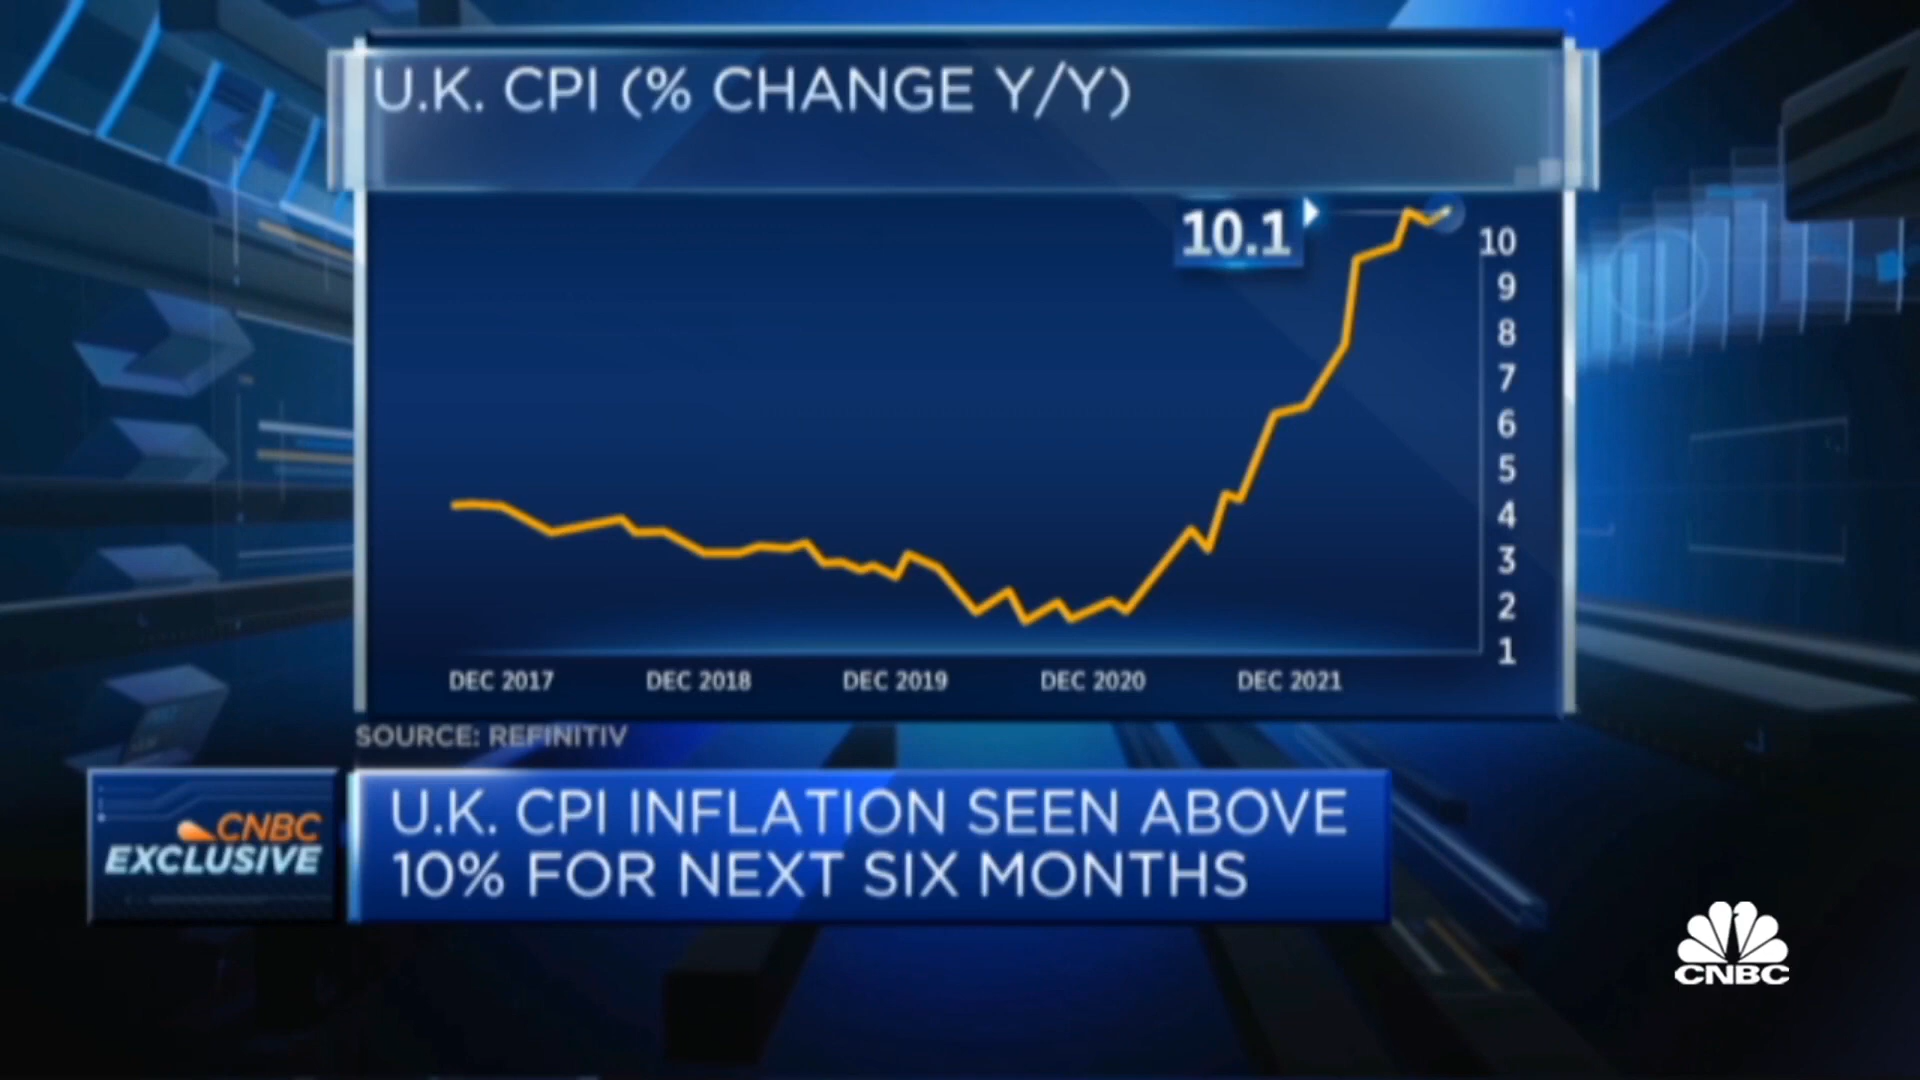 U.K. CPI (% CHANGE Y/Y)
10.1
10
9
8
7
6
5
4
3
2
1
DEC 2017 DEC 2018 DEC 2019 DEC 2020 DEC 2021
SOURCE: REFINITIV
CNBC
EXCLUSIVE
U.K. CPI INFLATION SEEN ABOVE
10% FOR NEXT SIX MONTHS
CNBC